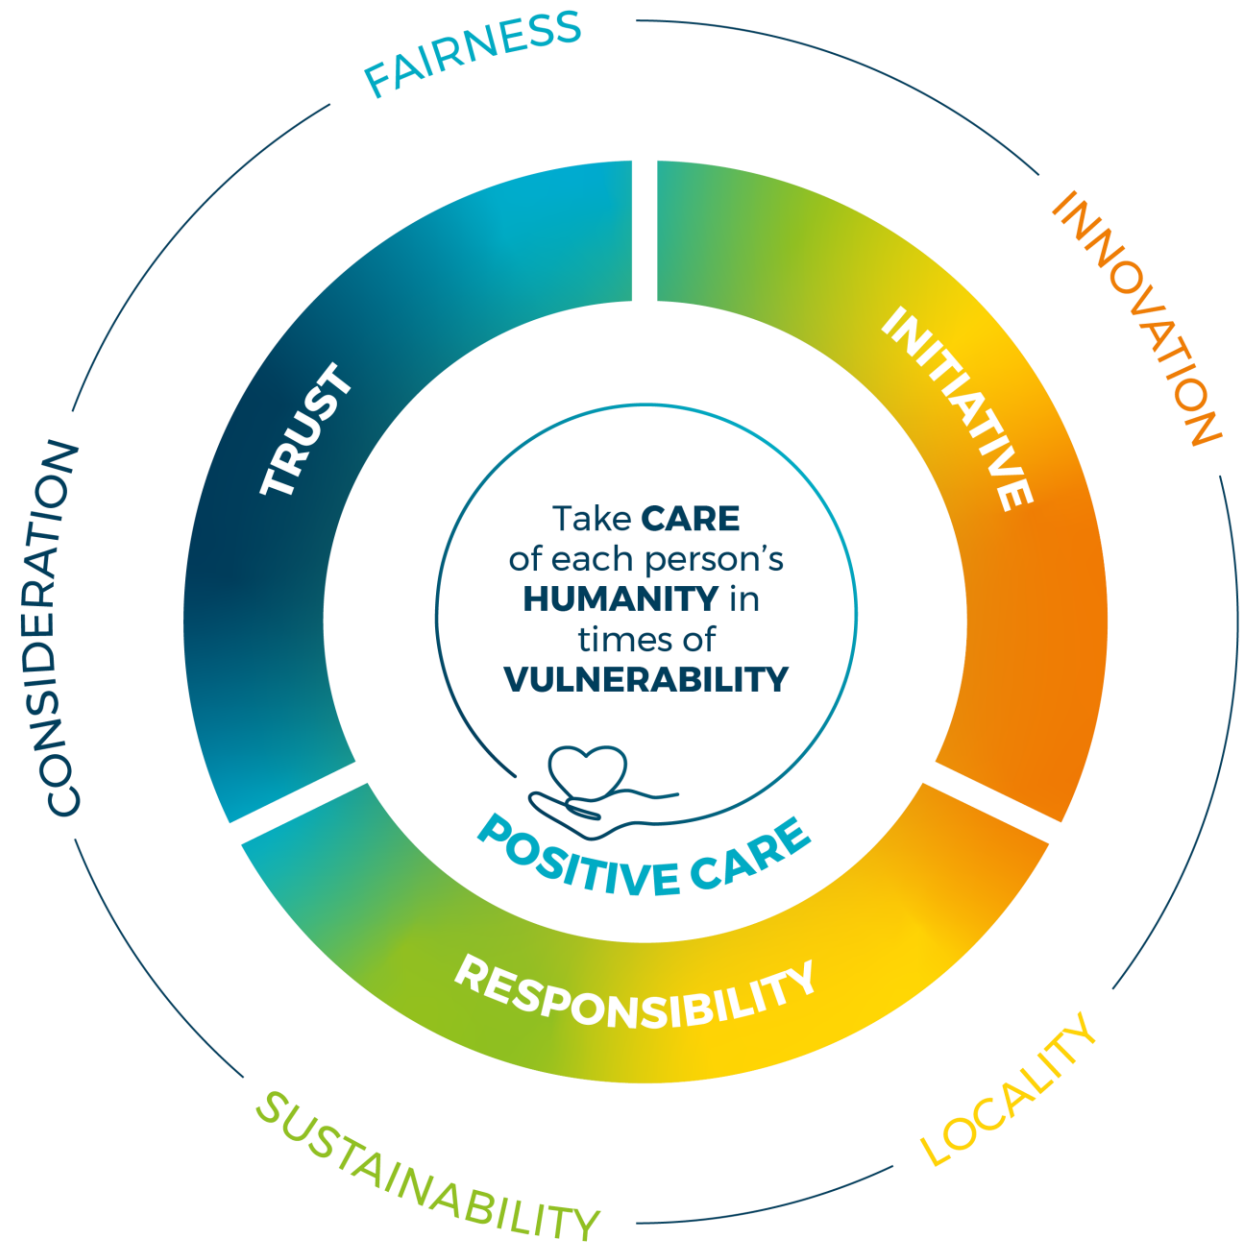 FAIRNESS
INNOVATION
LOCALITY
SUSTAINABILITY
CONSIDERATION
TRUST
INITIATIVE
RESPONSIBILITY
Take CARE
of each person’s
HUMANITY in
times of
VULNERABILITY
POSITIVE CARE